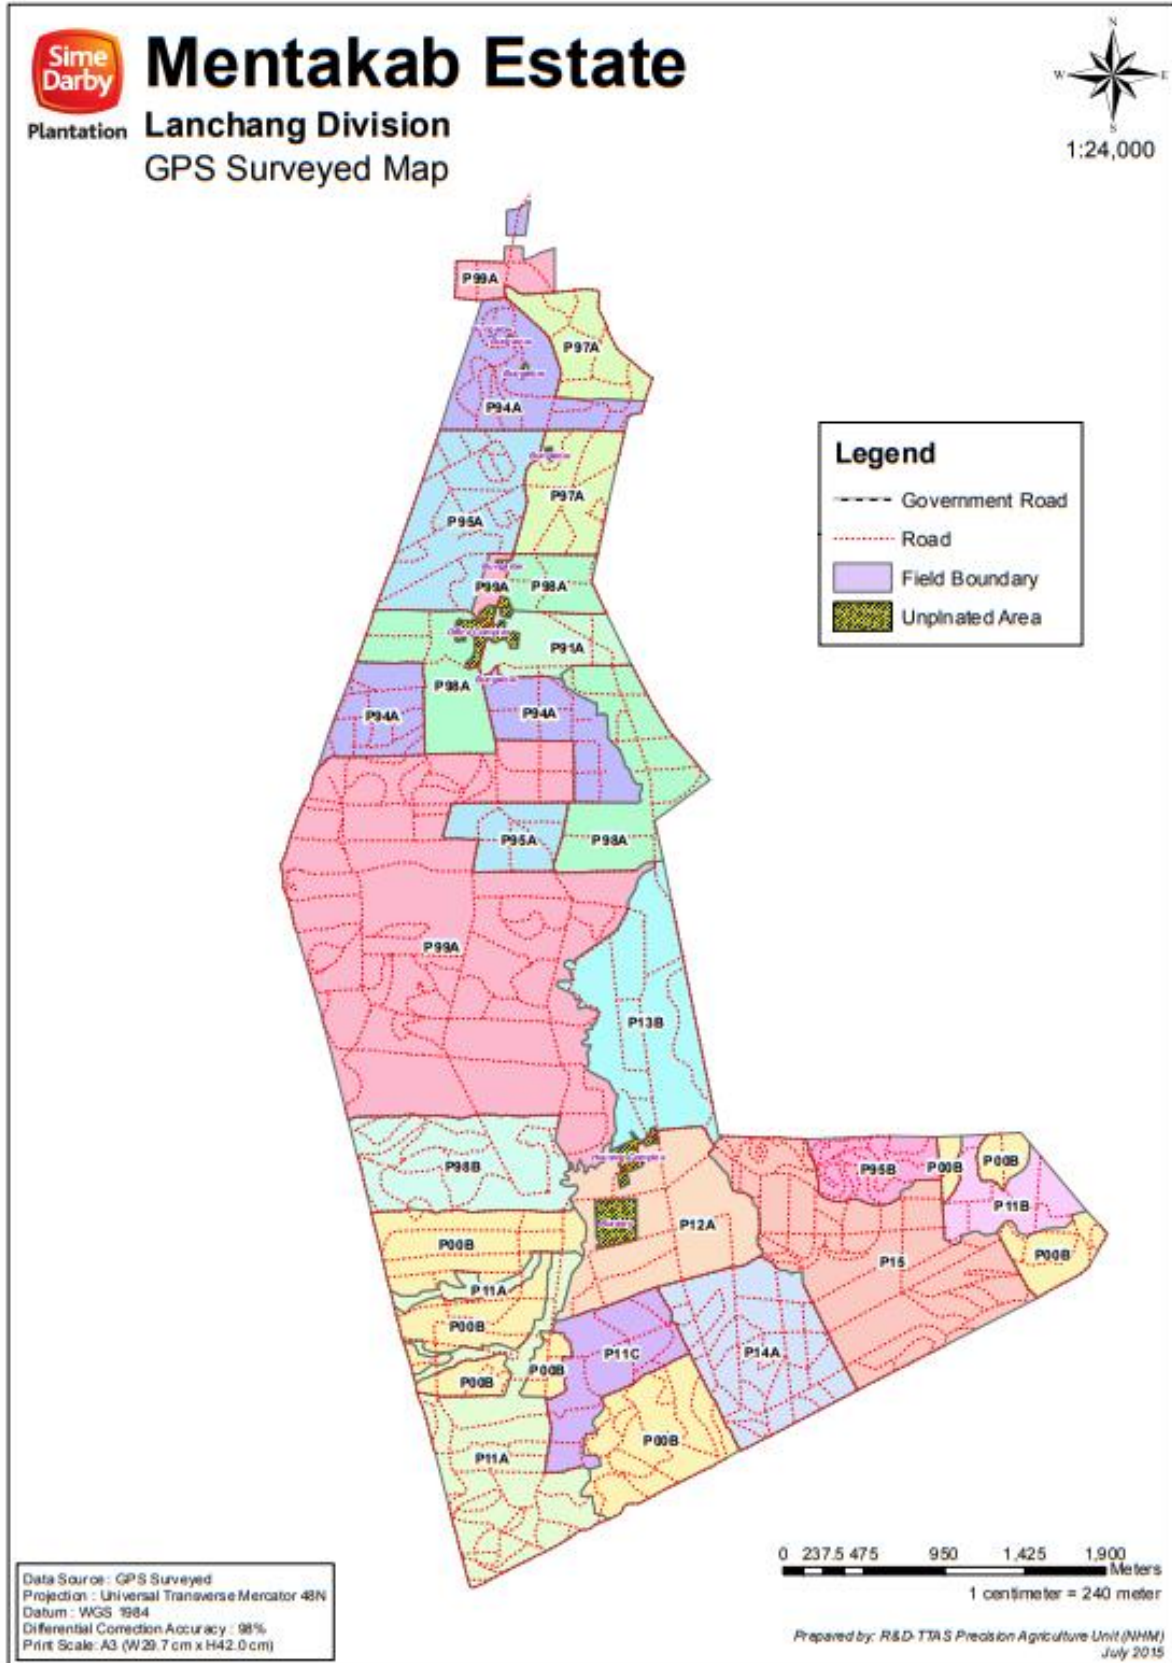 Sime
Darby
Plantation
Mentakab Estate
Lanchang Division
GPS Surveyed Map
N
W
E
S
1:24,000
P99A
P97A
P94A
P97A
P95A
P99A
P98A
P91A
P98A
P94A
P94A
P95A
P98A
P99A
P13B
P98B
P95B
P00B
P00B
P11B
P12A
P00B
P00B
P15
P11A
P00B
P11C
P14A
P00B
P00B
P00B
P11A
Legend
Government Road
Road
Field Boundary
Unplnated Area
0 237.5 475 950 1,425 1,900
Meters
1 centimeter = 240 meter
Data Source : GPS Surveyed
Projection : Universal Transverse Mercator 48N
Datum : WGS 1984
Differential Correction Accuracy : 98%
Print Scale: A3 (W29.7 cm x H42.0 cm)
Prepared by: R&D-TTAS Precision Agriculture Unit (NHM)
July 2015